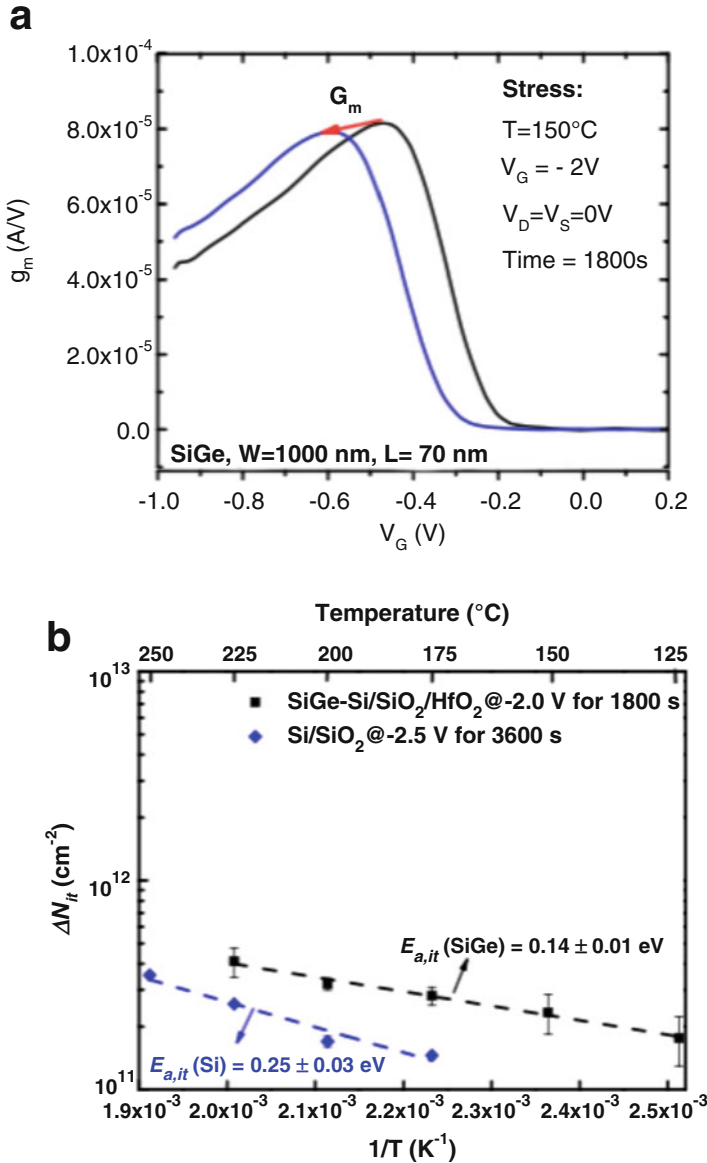 a
1.0x10⁻⁴
8.0x10⁻⁵
6.0x10⁻⁵
4.0x10⁻⁵
2.0x10⁻⁵
0.0
gₘ (A/V)
Gₘ
Stress:
T=150°C
V_G = - 2V
V_D=V_S=0V
Time = 1800s
SiGe, W=1000 nm, L= 70 nm
-1.0 -0.8 -0.6 -0.4 -0.2 0.0 0.2
V_G (V)
b
Temperature (°C)
250 225 200 175 150 125
10¹³
10¹²
10¹¹
ΔN_it (cm⁻²)
SiGe-Si/SiO₂/HfO₂@-2.0 V for 1800 s
Si/SiO₂@-2.5 V for 3600 s
E_a,it (SiGe) = 0.14 ± 0.01 eV
E_a,it (Si) = 0.25 ± 0.03 eV
1.9x10⁻³ 2.0x10⁻³ 2.1x10⁻³ 2.2x10⁻³ 2.3x10⁻³ 2.4x10⁻³ 2.5x10⁻³
1/T (K⁻¹)